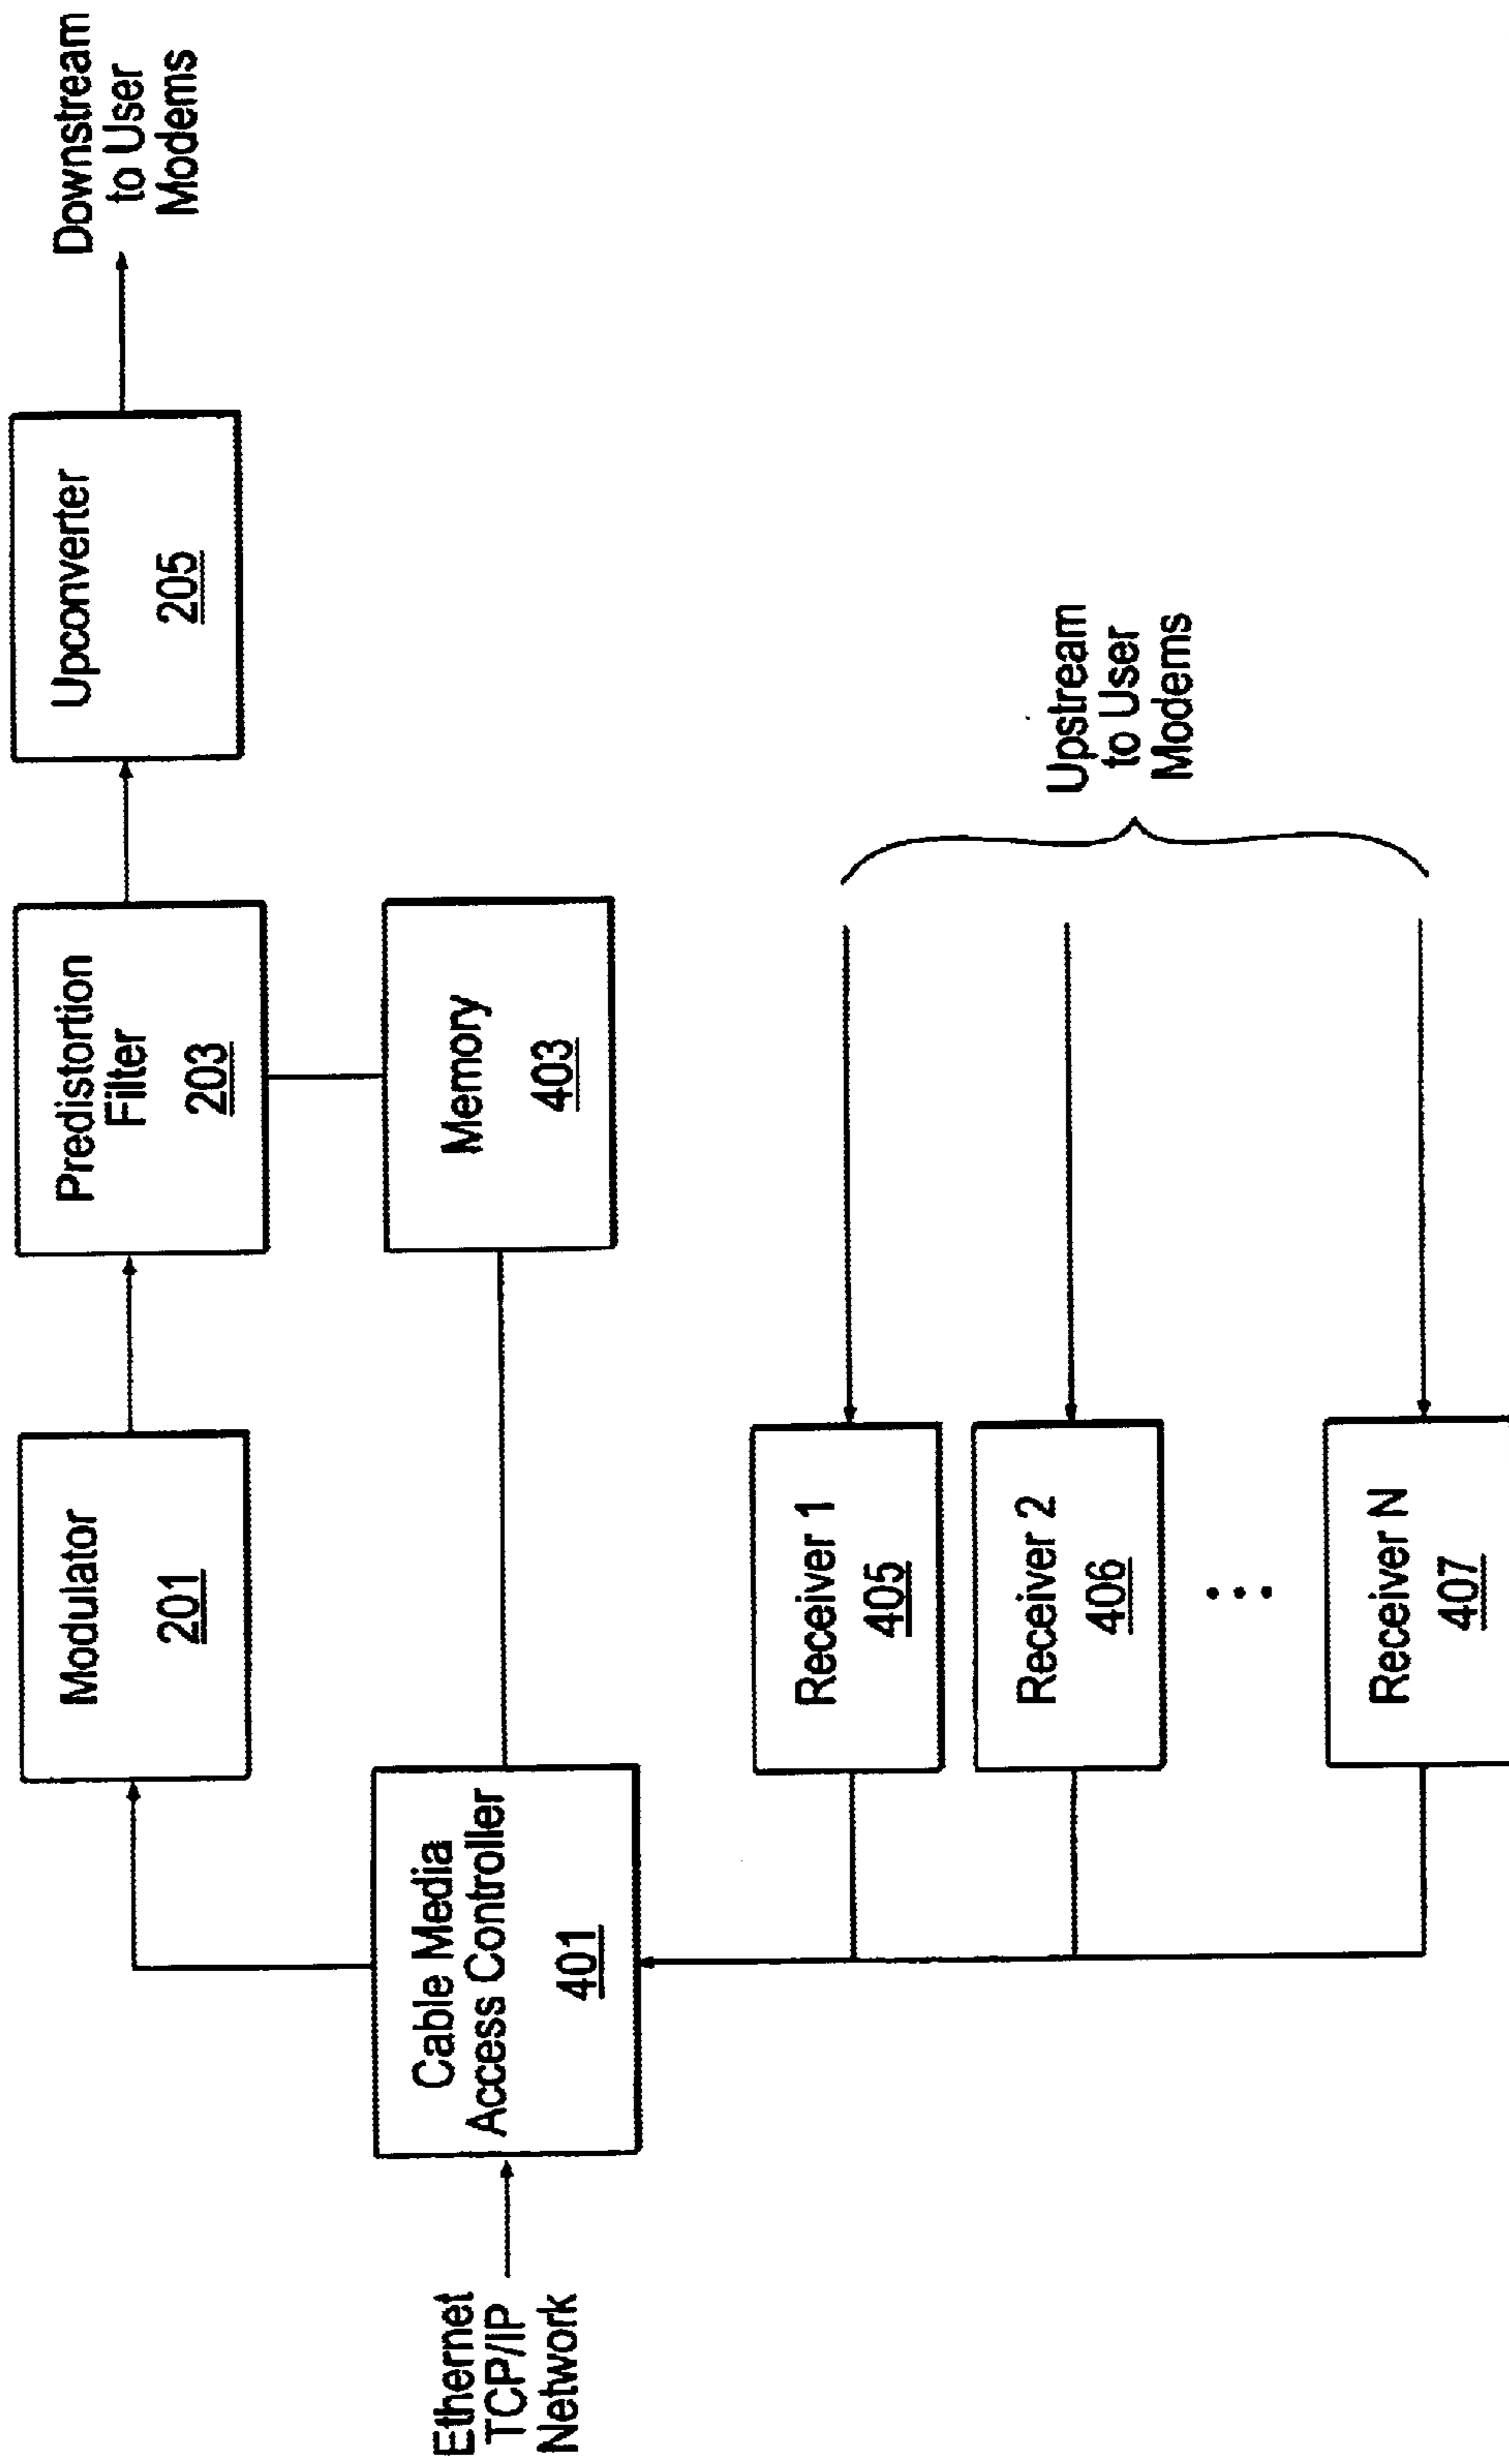 Downstream
to User
Modems
Upconverter
205
Predistortion
Filter
203
Memory
403
Modulator
201
Cable Media
Access Controller
401
Ethernet
TCP/IP
Network
Receiver 1
405
Receiver 2
406
Receiver N
407
Upstream
to User
Modems